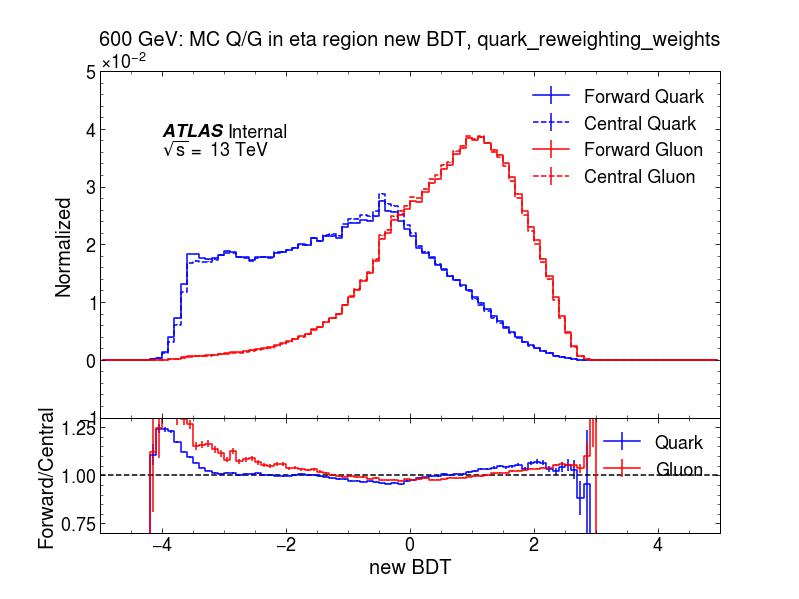 600 GeV: MC Q/G in eta region new BDT, quark_reweighting_weights
×10⁻²
5
4
3
2
1
0
−1
Normalized
ATLAS Internal
√s = 13 TeV
Forward Quark
Central Quark
Forward Gluon
Central Gluon
1.25
1.00
0.75
Forward/Central
Quark
Gluon
−4 −2 0 2 4
new BDT